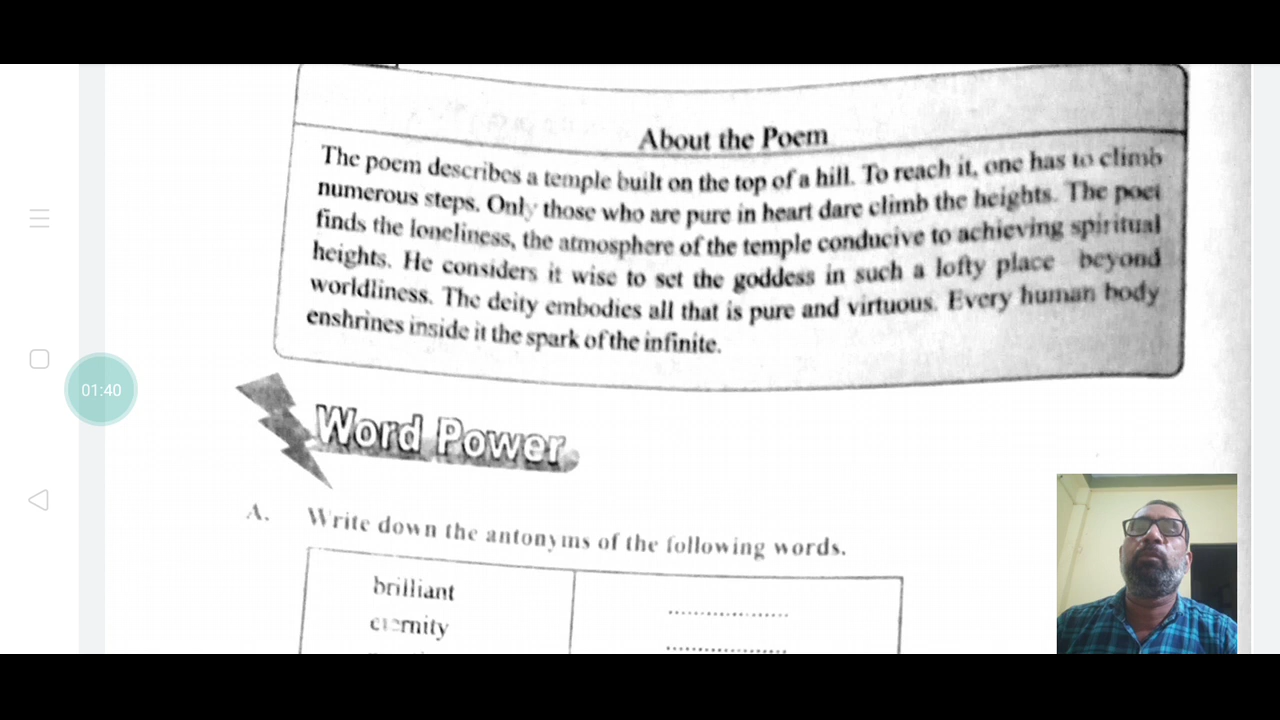 About the Poem
The poem describes a temple built on the top of a hill. To reach it, one has to climb
numerous steps. Only those who are pure in heart dare climb the heights. The poet
finds the loneliness, the atmosphere of the temple conducive to achieving spiritual
heights. He considers it wise to set the goddess in such a lofty place beyond
worldliness. The deity embodies all that is pure and virtuous. Every human body
enshrines inside it the spark of the infinite.
01:40
Word Power
A. Write down the antonyms of the following words.
brilliant ...................
eternity ...................